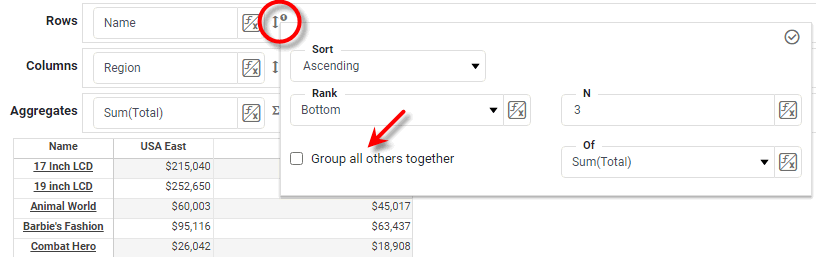 Rows Name
Sort
Ascending
Columns Region
Rank N
Bottom 3
Aggregates Sum(Total) Σ
Group all others together
Of
Sum(Total)
Name USA East
17 Inch LCD $215,040
19 inch LCD $252,650
Animal World $60,003 $45,017
Barbie's Fashion $95,116 $63,437
Combat Hero $26,042 $18,908